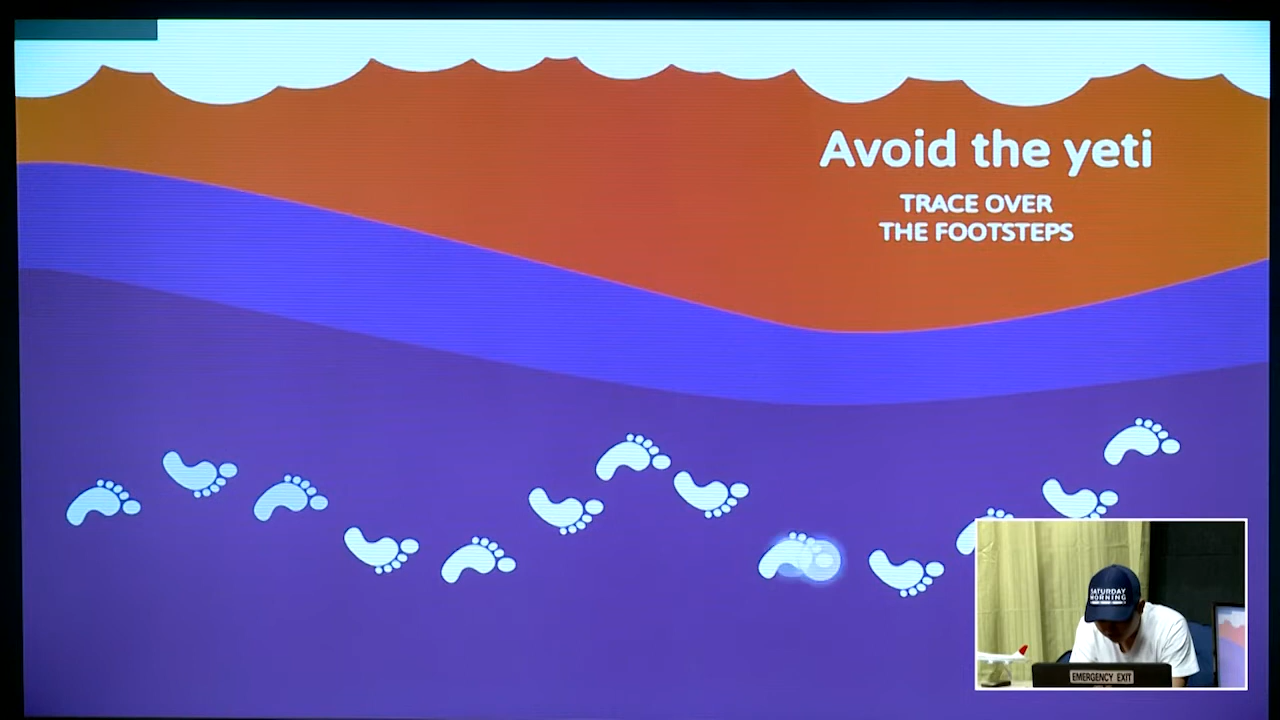 Avoid the yeti
TRACE OVER
THE FOOTSTEPS
SATURDAY
MORNING
EMERGENCY EXIT